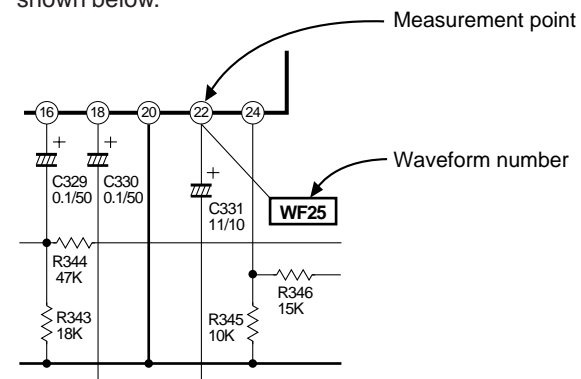 shown below.
Measurement point
16 18 20 22 24
Waveform number
C329
0.1/50
C330
0.1/50
C331
11/10
WF25
R344
47K
R346
15K
R343
18K
R345
10K